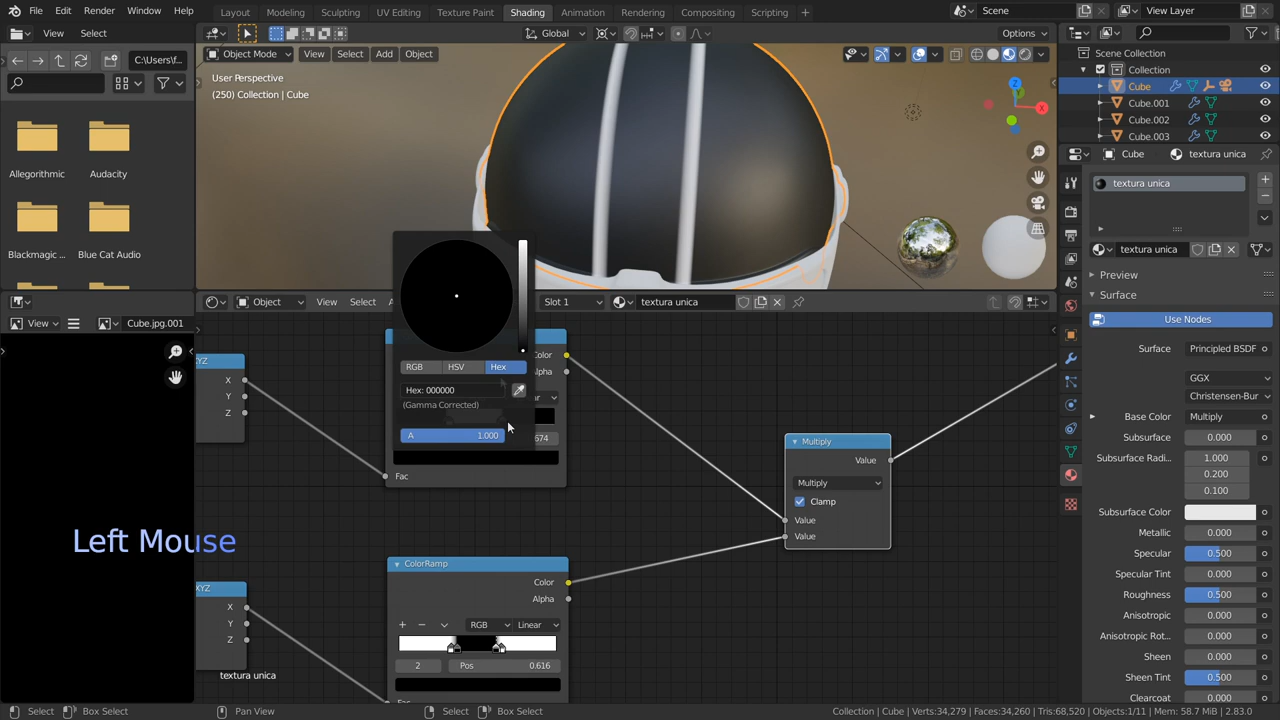 File Edit Render Window Help
Layout Modeling Sculpting UV Editing Texture Paint Shading Animation Rendering Compositing Scripting +
Scene
View Layer
View Select
C:\Users\f...
Allegorithmic
Audacity
Blackmagic ...
Blue Cat Audio
Global
Options
Object Mode View Select Add Object
User Perspective
(250) Collection | Cube
X
Y
Z
Scene Collection
Collection
Cube
Cube.001
Cube.002
Cube.003
Cube textura unica
textura unica
textura unica
Preview
Surface
Use Nodes
Surface Principled BSDF
GGX
Christensen-Bur
Base Color Multiply
Subsurface 0.000
Subsurface Radi... 1.000
0.200
0.100
Subsurface Color
Metallic 0.000
Specular 0.500
Specular Tint 0.000
Roughness 0.500
Anisotropic 0.000
Anisotropic Rot... 0.000
Sheen 0.000
Sheen Tint 0.500
Clearcoat 0.000
View
Cube.jpg.001
Object View Select
Slot 1
textura unica
XYZ
X
Y
Z
RGB HSV Hex
Hex: 000000
(Gamma Corrected)
A 1.000
Color
Alpha
674
Fac
Multiply
Value
Multiply
Clamp
Value
Value
ColorRamp
Color
Alpha
RGB Linear
2 Pos 0.616
Fac
XYZ
X
Y
Z
textura unica
Left Mouse
Select Box Select Pan View Select Box Select
Collection | Cube | Verts:34,279 | Faces:34,260 | Tris:68,520 | Objects:1/11 | Mem: 58.7 MiB | 2.83.0